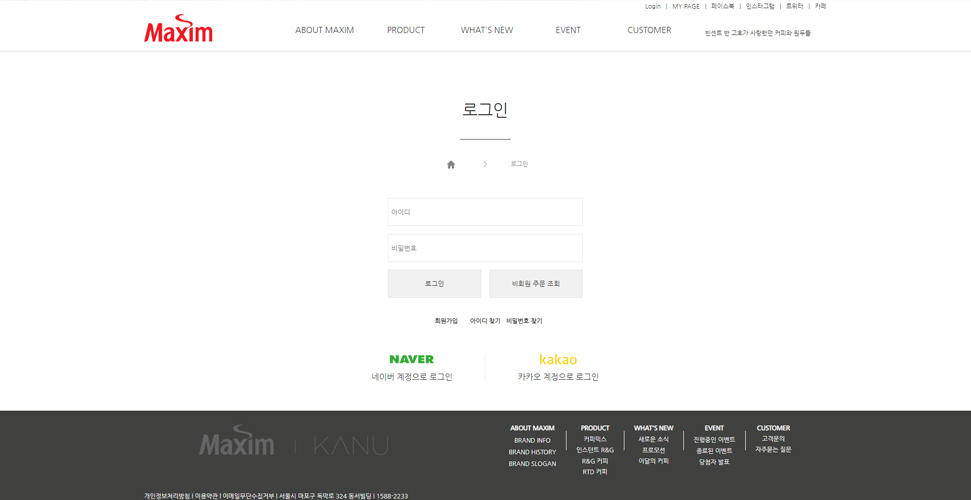 Login | MY PAGE | 페이스북 | 인스타그램 | 트위터 | 카페
Maxim
ABOUT MAXIM PRODUCT WHAT'S NEW EVENT CUSTOMER
빈센트 반 고흐가 사랑했던 커피와 원두들
로그인
> 로그인
아이디
비밀번호
로그인 비회원 주문 조회
회원가입 아이디 찾기 비밀번호 찾기
NAVER kakao
네이버 계정으로 로그인 카카오 계정으로 로그인
Maxim | KANU
ABOUT MAXIM PRODUCT WHAT'S NEW EVENT CUSTOMER
BRAND INFO 커피믹스 새로운 소식 진행중인 이벤트 고객문의
BRAND HISTORY 인스턴트 R&G 프로모션 종료된 이벤트 자주묻는 질문
BRAND SLOGAN R&G 커피 이달의 커피 당첨자 발표
RTD 커피
개인정보처리방침 | 이용약관 | 이메일무단수집거부 | 서울시 마포구 독막로 324 동서빌딩 | 1588-2233